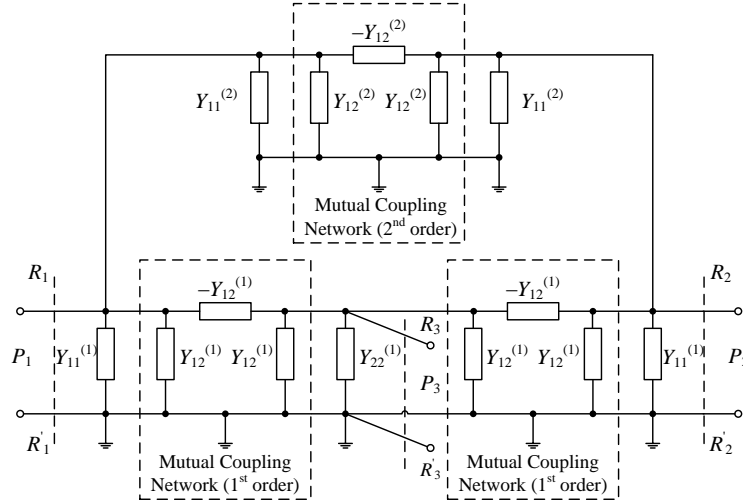 −Y₁₂⁽²⁾
Y₁₁⁽²⁾ Y₁₂⁽²⁾ Y₁₂⁽²⁾ Y₁₁⁽²⁾
Mutual Coupling
Network (2ⁿᵈ order)
R₁ −Y₁₂⁽¹⁾ −Y₁₂⁽¹⁾ R₂
R₃
P₁ Y₁₁⁽¹⁾ Y₁₂⁽¹⁾ Y₁₂⁽¹⁾ Y₂₂⁽¹⁾ P₃ Y₁₂⁽¹⁾ Y₁₂⁽¹⁾ Y₁₁⁽¹⁾
R'₁ R'₃ R'₂
Mutual Coupling Mutual Coupling
Network (1ˢᵗ order) Network (1ˢᵗ order)